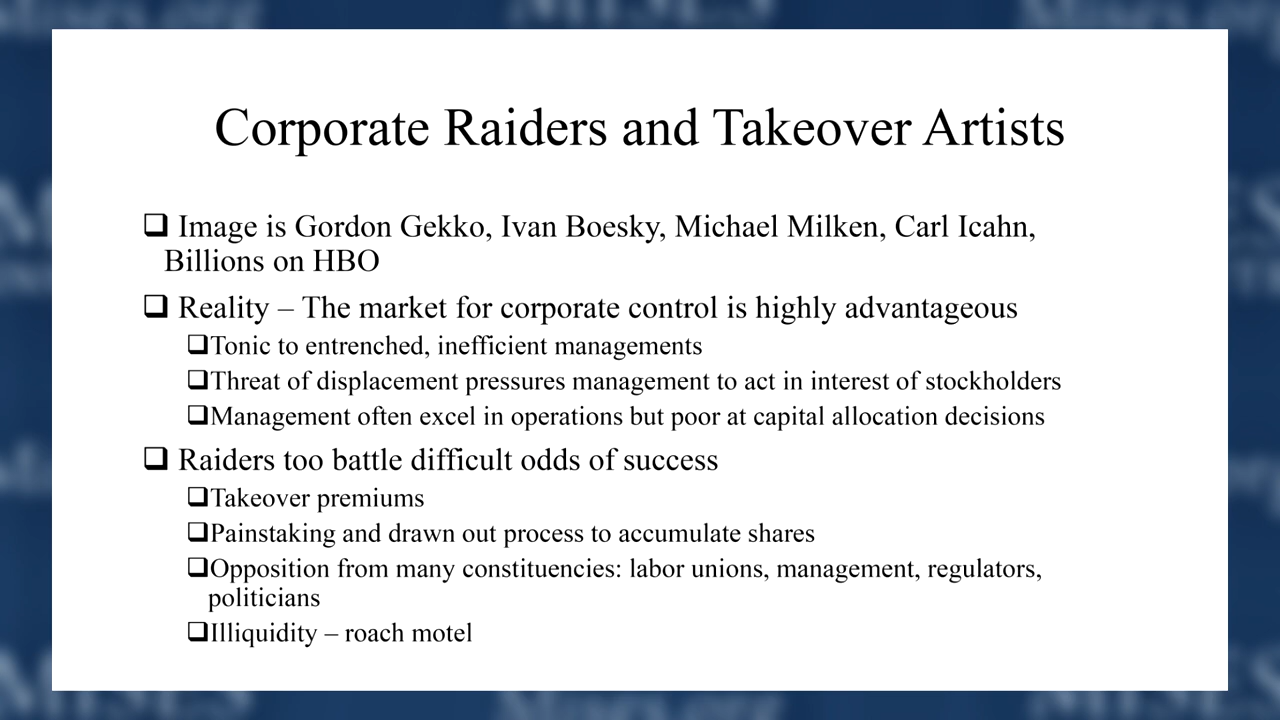 Corporate Raiders and Takeover Artists
❑ Image is Gordon Gekko, Ivan Boesky, Michael Milken, Carl Icahn,
Billions on HBO
❑ Reality – The market for corporate control is highly advantageous
❑Tonic to entrenched, inefficient managements
❑Threat of displacement pressures management to act in interest of stockholders
❑Management often excel in operations but poor at capital allocation decisions
❑ Raiders too battle difficult odds of success
❑Takeover premiums
❑Painstaking and drawn out process to accumulate shares
❑Opposition from many constituencies: labor unions, management, regulators,
politicians
❑Illiquidity – roach motel